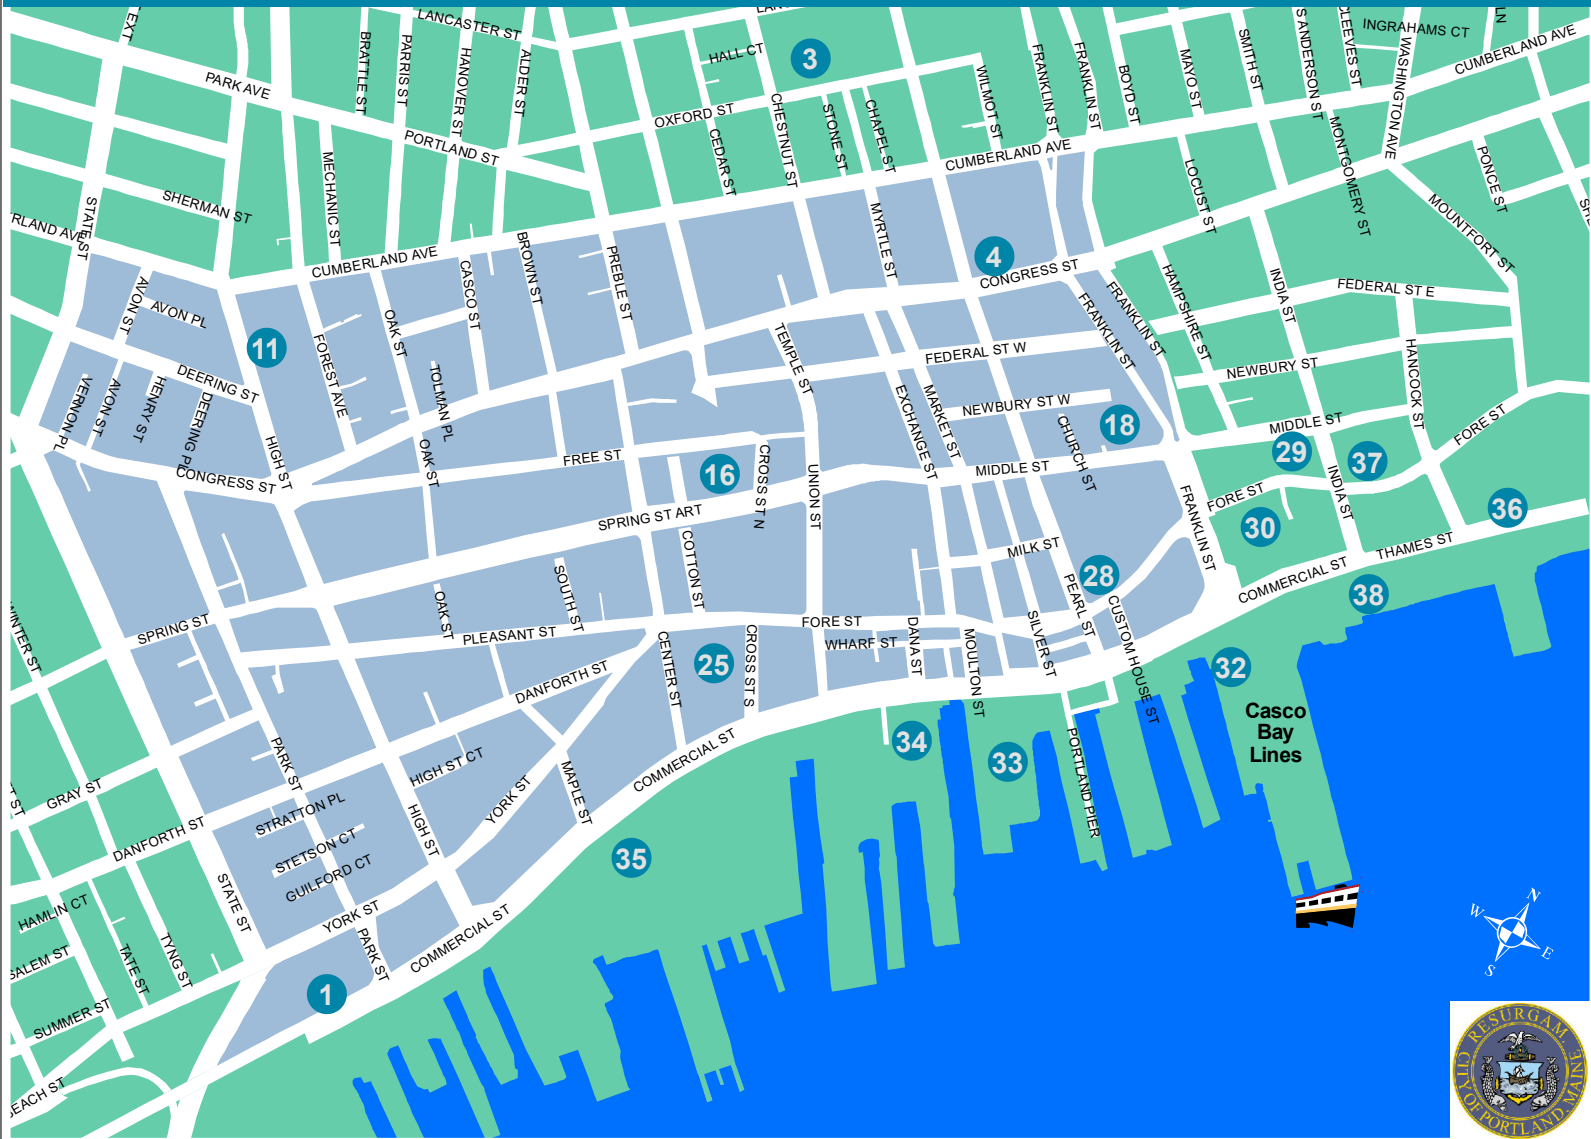 LANCASTER ST
PARK AVE
BRATTLE ST
PARRIS ST
HANOVER ST
ALDER ST
PORTLAND ST
HALL CT
3
OXFORD ST
CEDAR ST
CHESTNUT ST
STONE ST
CHAPEL ST
WILMOT ST
FRANKLIN ST
FRANKLIN ST
BOYD ST
MAYO ST
SMITH ST
SANDERSON ST
CLEEVES ST
INGRAHAMS CT
WASHINGTON AVE
CUMBERLAND AVE
LN
MECHANIC ST
SHERMAN ST
STATE ST
CUMBERLAND AVE
CUMBERLAND AVE
LOCUST ST
MONTGOMERY ST
PONCE ST
MOUNTFORT ST
AVON ST
AVON PL
11
FOREST AVE
OAK ST
CASCO ST
BROWN ST
PREBLE ST
MYRTLE ST
4
CONGRESS ST
HAMPSHIRE ST
INDIA ST
FEDERAL ST E
DEERING ST
VERNON PL
AVON ST
HENRY ST
DEERING PL
HIGH ST
TOLMAN PL
TEMPLE ST
FEDERAL ST W
FRANKLIN ST
FRANKLIN ST
NEWBURY ST
HANCOCK ST
EXCHANGE ST
MARKET ST
NEWBURY ST W
18
CHURCH ST
MIDDLE ST
FORE ST
29
37
CONGRESS ST
OAK ST
FREE ST
16
CROSS ST N
UNION ST
MIDDLE ST
FRANKLIN ST
FORE ST
30
INDIA ST
36
SPRING ST ART
COTTON ST
MILK ST
28
THAMES ST
COMMERCIAL ST
38
SPRING ST
OAK ST
SOUTH ST
PLEASANT ST
FORE ST
WHARF ST
DANA ST
MOULTON ST
SILVER ST
PEARL ST
CUSTOM HOUSE ST
WINTER ST
DANFORTH ST
CENTER ST
25
CROSS ST S
32
Casco
Bay
Lines
PARK ST
HIGH ST CT
YORK ST
MAPLE ST
COMMERCIAL ST
34
33
PORTLAND PIER
GRAY ST
DANFORTH ST
STRATTON PL
STETSON CT
GUILFORD CT
HIGH ST
35
HAMLIN CT
STATE ST
YORK ST
PARK ST
COMMERCIAL ST
SALEM ST
TATE ST
TYNG ST
1
SUMMER ST
N
W
E
S
RESURGAM.
CITY OF PORTLAND, MAINE